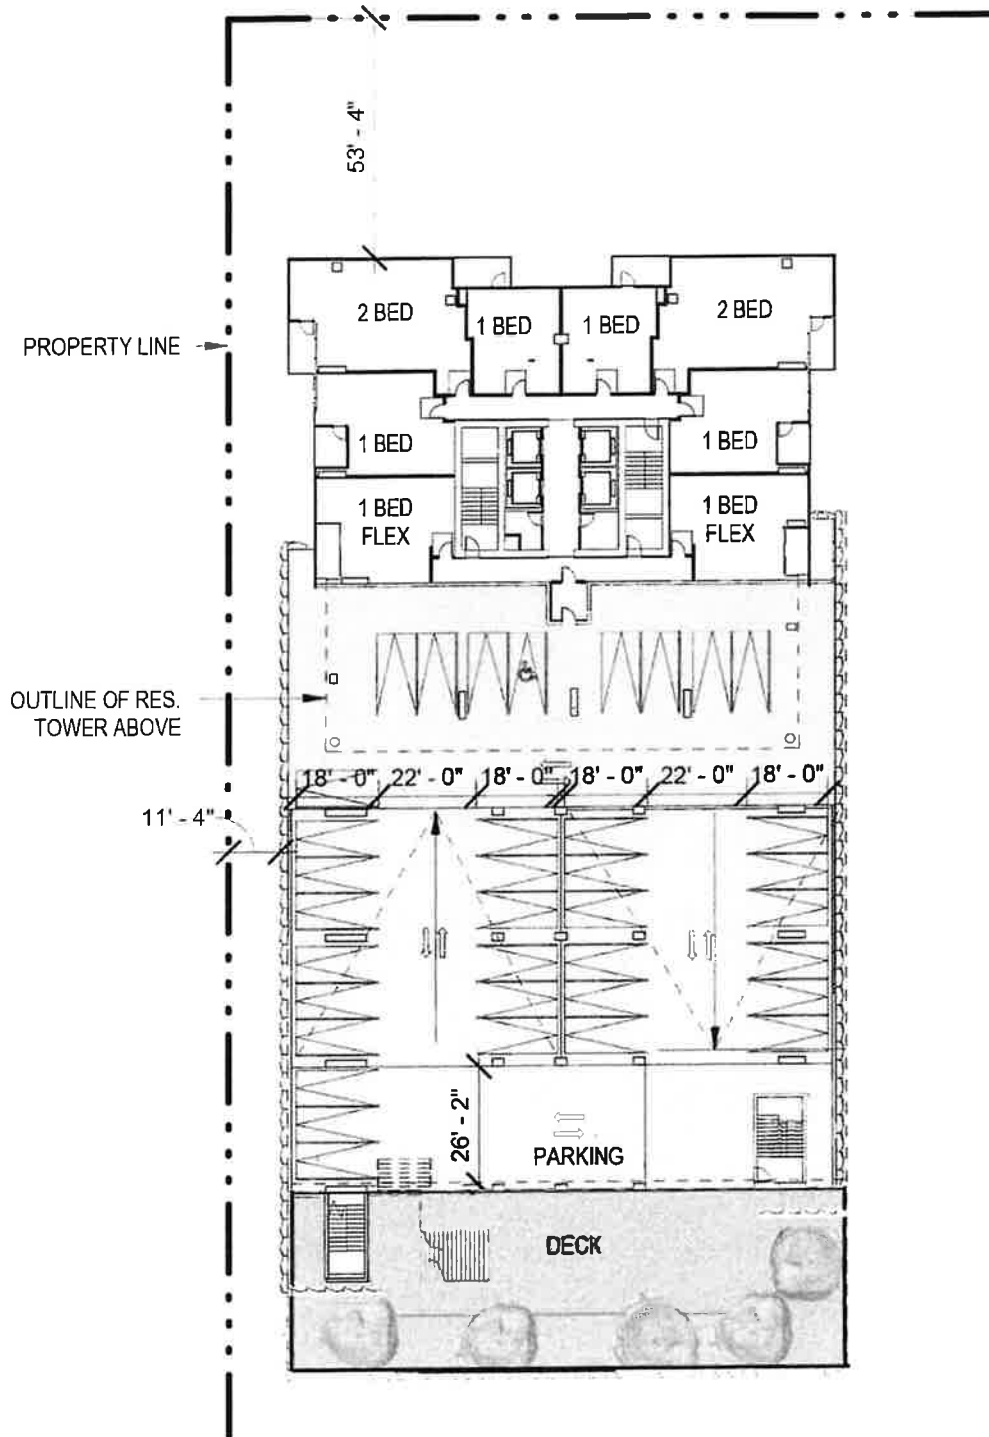 53' - 4"
2 BED
1 BED
1 BED
2 BED
PROPERTY LINE
1 BED
1 BED
1 BED
FLEX
1 BED
FLEX
OUTLINE OF RES.
TOWER ABOVE
18' - 0" 22' - 0" 18' - 0" 18' - 0" 22' - 0" 18' - 0"
11' - 4"
26' - 2"
PARKING
DECK